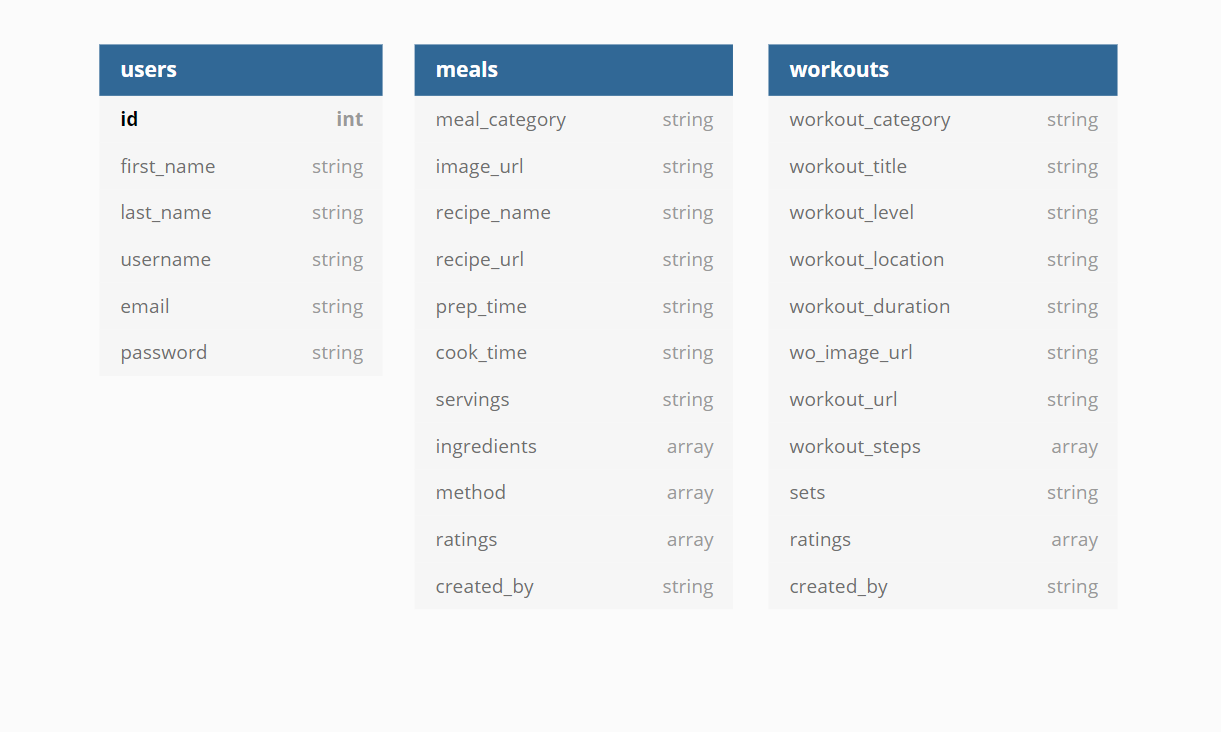 users
id int
first_name string
last_name string
username string
email string
password string
meals
meal_category string
image_url string
recipe_name string
recipe_url string
prep_time string
cook_time string
servings string
ingredients array
method array
ratings array
created_by string
workouts
workout_category string
workout_title string
workout_level string
workout_location string
workout_duration string
wo_image_url string
workout_url string
workout_steps array
sets string
ratings array
created_by string